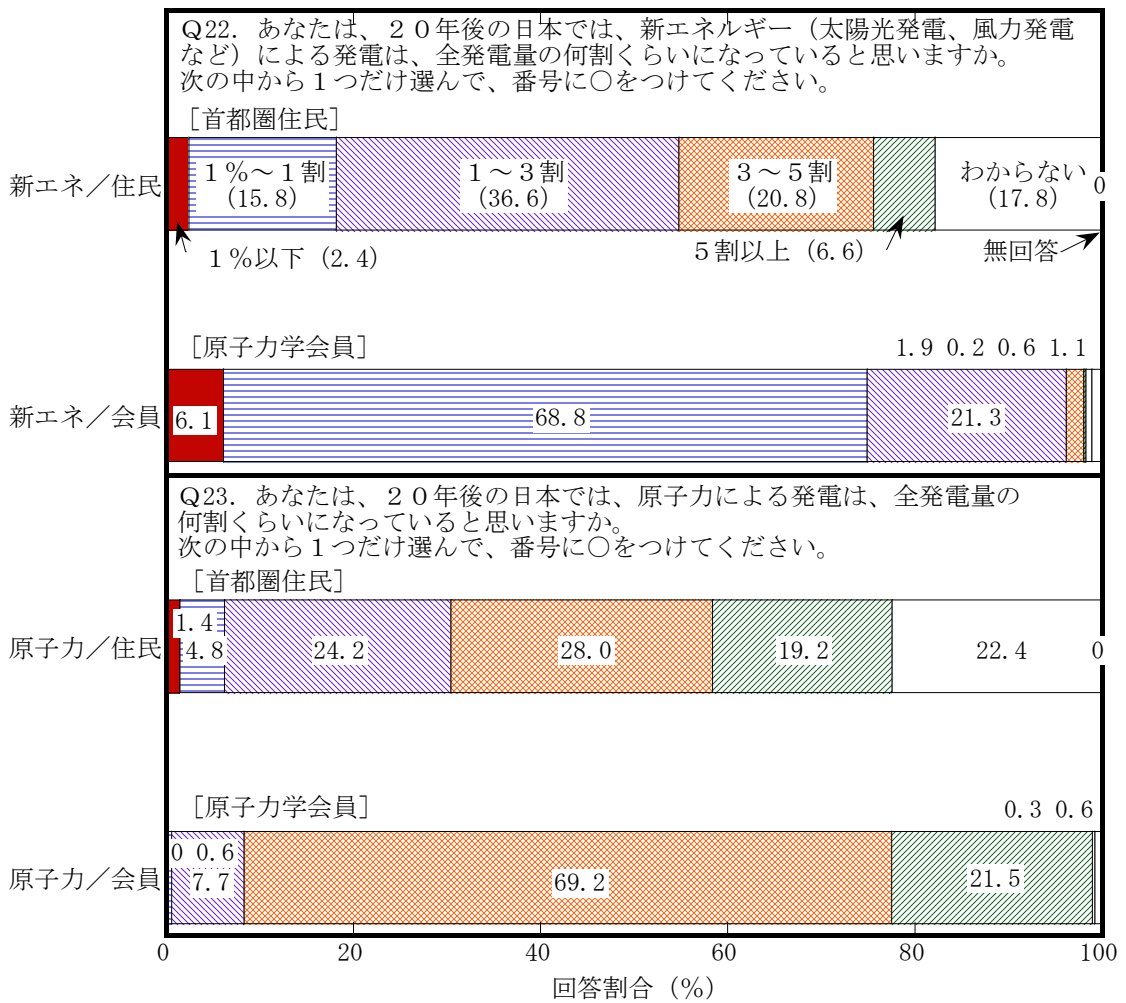 Q22．あなたは、２０年後の日本では、新エネルギー（太陽光発電、風力発電
など）による発電は、全発電量の何割くらいになっていると思いますか。
次の中から１つだけ選んで、番号に○をつけてください。
［首都圏住民］
新エネ／住民
１％～１割
(15.8)
１～３割
(36.6)
３～５割
(20.8)
わからない
(17.8)
0
１％以下（2.4）
５割以上（6.6）
無回答
［原子力学会員］
1.9 0.2 0.6 1.1
新エネ／会員
6.1
68.8
21.3
Q23．あなたは、２０年後の日本では、原子力による発電は、全発電量の
何割くらいになっていると思いますか。
次の中から１つだけ選んで、番号に○をつけてください。
［首都圏住民］
原子力／住民
1.4
4.8
24.2
28.0
19.2
22.4
0
［原子力学会員］
0.3 0.6
原子力／会員
0 0.6
7.7
69.2
21.5
0 20 40 60 80 100
回答割合（%）